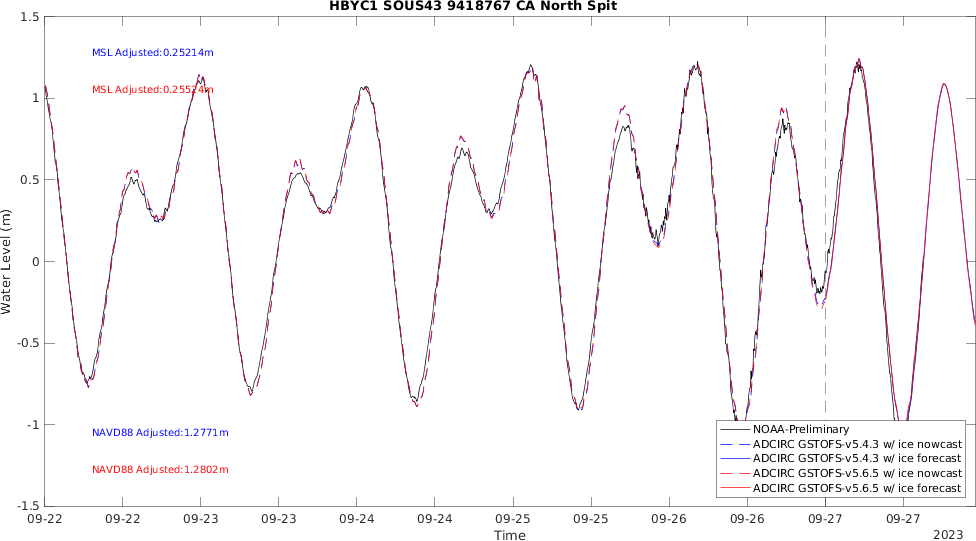 HBYC1 SOUS43 9418767 CA North Spit
1.5
MSL Adjusted:0.25214m
MSL Adjusted:0.25524m
1
0.5
Water Level (m)
0
-0.5
-1
NAVD88 Adjusted:1.2771m
NAVD88 Adjusted:1.2802m
NOAA-Preliminary
ADCIRC GSTOFS-v5.4.3 w/ ice nowcast
ADCIRC GSTOFS-v5.4.3 w/ ice forecast
ADCIRC GSTOFS-v5.6.5 w/ ice nowcast
ADCIRC GSTOFS-v5.6.5 w/ ice forecast
-1.5
09-22 09-22 09-23 09-23 09-24 09-24 09-25 09-25 09-26 09-26 09-27 09-27
Time
2023